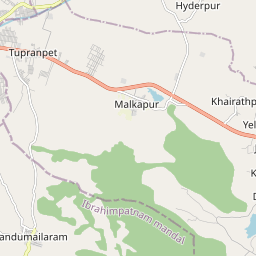 Hyderpur
Tupranpet
Malkapur
Khairathp
Yel
K
D
Ibrahimpatnam mandal
andumailaram